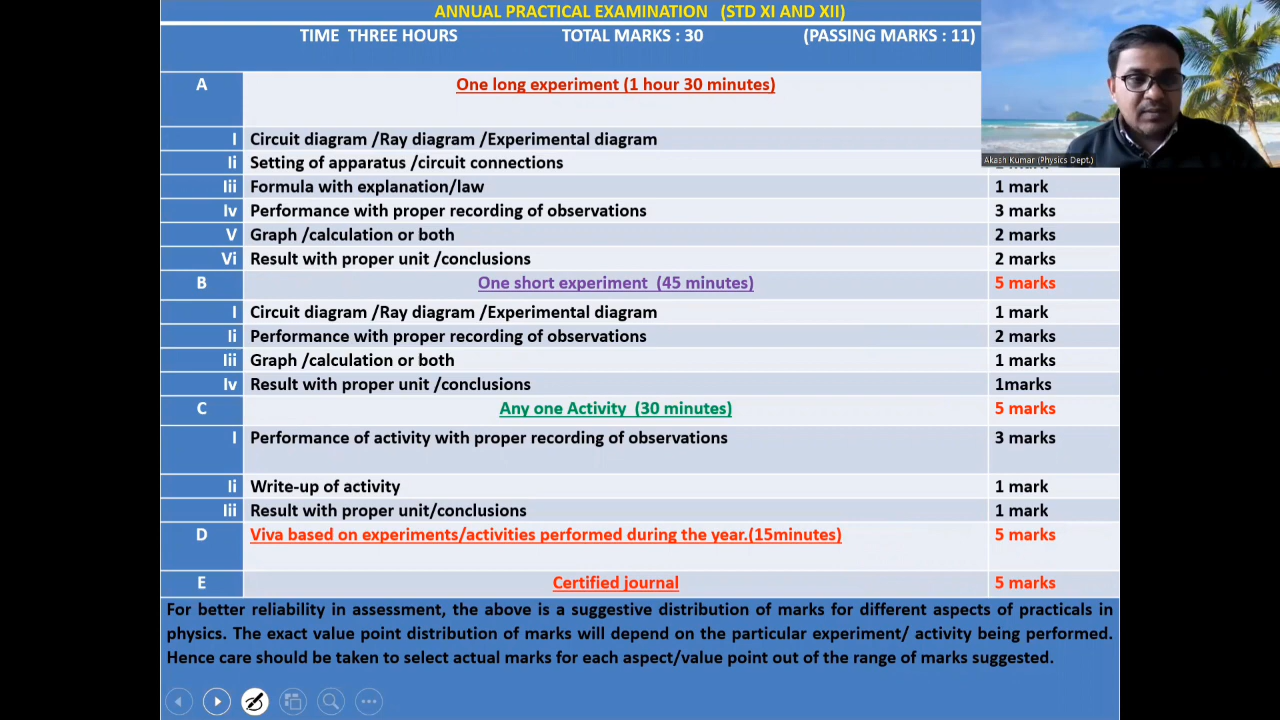 ANNUAL PRACTICAL EXAMINATION (STD XI AND XII)
TIME THREE HOURS TOTAL MARKS : 30 (PASSING MARKS : 11)
A One long experiment (1 hour 30 minutes)
I Circuit diagram /Ray diagram /Experimental diagram
Ii Setting of apparatus /circuit connections
Akash Kumar (Physics Dept.)
Iii Formula with explanation/law 1 mark
Iv Performance with proper recording of observations 3 marks
V Graph /calculation or both 2 marks
Vi Result with proper unit /conclusions 2 marks
B One short experiment (45 minutes) 5 marks
I Circuit diagram /Ray diagram /Experimental diagram 1 mark
Ii Performance with proper recording of observations 2 marks
Iii Graph /calculation or both 1 marks
Iv Result with proper unit /conclusions 1marks
C Any one Activity (30 minutes) 5 marks
I Performance of activity with proper recording of observations 3 marks
Ii Write-up of activity 1 mark
Iii Result with proper unit/conclusions 1 mark
D Viva based on experiments/activities performed during the year.(15minutes) 5 marks
E Certified journal 5 marks
For better reliability in assessment, the above is a suggestive distribution of marks for different aspects of practicals in
physics. The exact value point distribution of marks will depend on the particular experiment/ activity being performed.
Hence care should be taken to select actual marks for each aspect/value point out of the range of marks suggested.